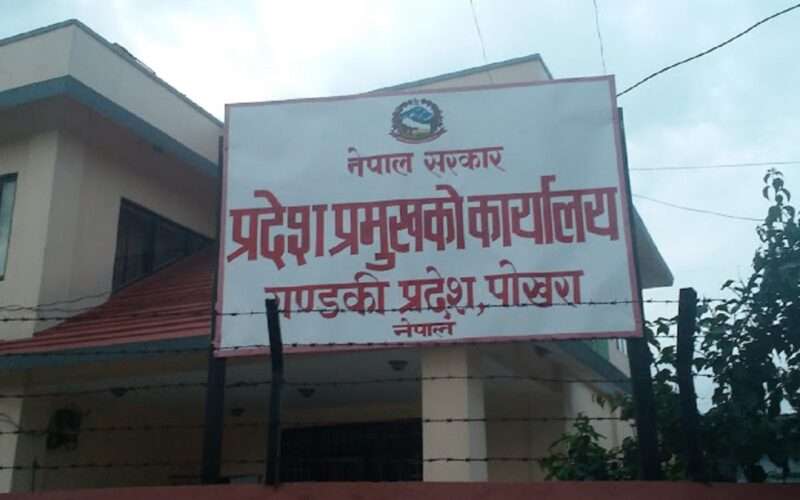 नेपाल सरकार
प्रदेश प्रमुखको कार्यालय
गण्डकी प्रदेश, पोखरा
नेपाल